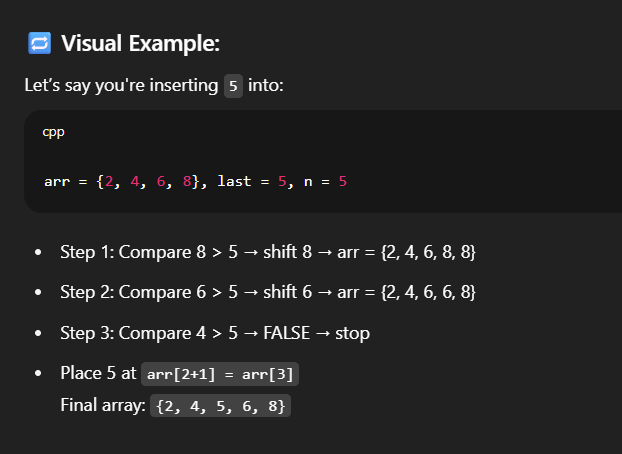 🔁 Visual Example:
Let's say you're inserting 5 into:
cpp
arr = {2, 4, 6, 8}, last = 5, n = 5
• Step 1: Compare 8 > 5 → shift 8 → arr = {2, 4, 6, 8, 8}
• Step 2: Compare 6 > 5 → shift 6 → arr = {2, 4, 6, 6, 8}
• Step 3: Compare 4 > 5 → FALSE → stop
• Place 5 at arr[2+1] = arr[3]
Final array: {2, 4, 5, 6, 8}